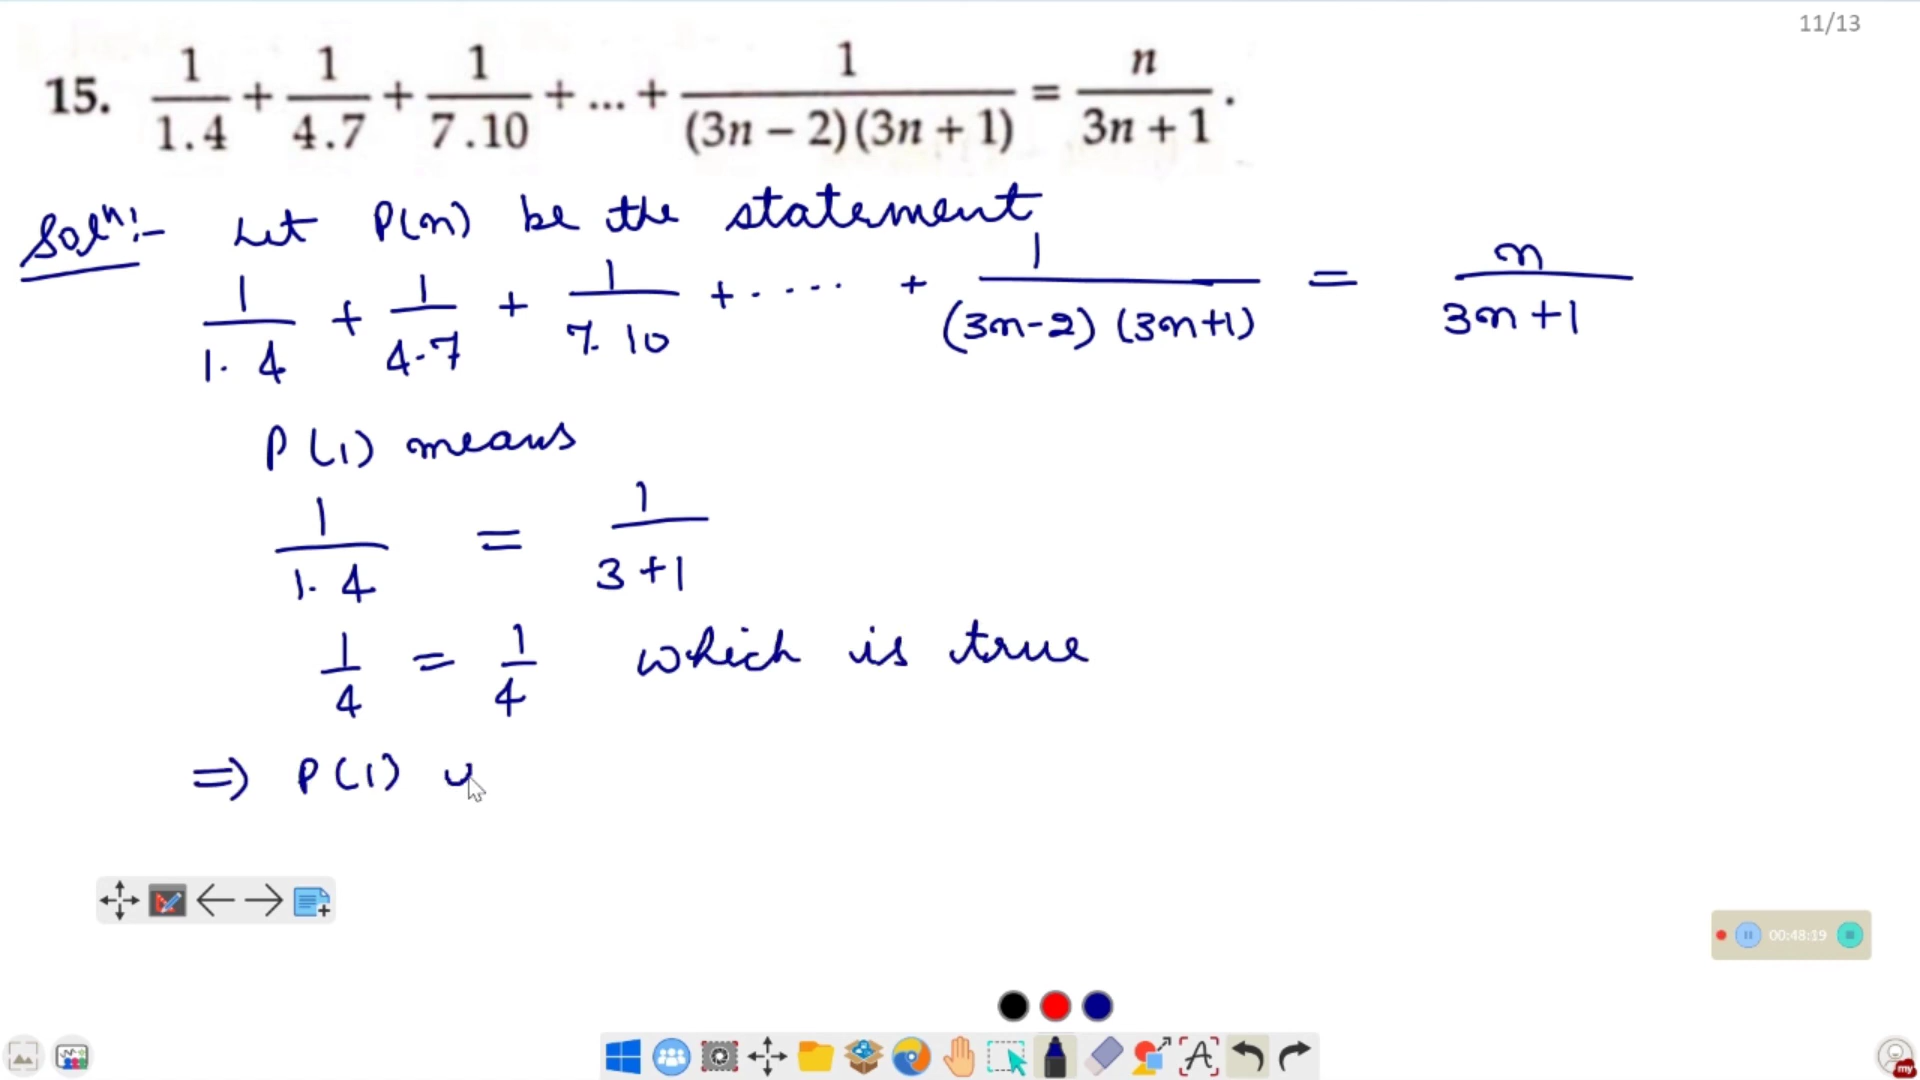 11/13
15. 1/1.4 + 1/4.7 + 1/7.10 + ... + 1/(3n – 2)(3n + 1) = n/3n + 1.
Solⁿ:- Let P(n) be the statement
1/1.4 + 1/4.7 + 1/7.10 + ..... + 1/(3n-2) (3n+1) = n/3n+1
P(1) means
1/1.4 = 1/3+1
1/4 = 1/4 which is true
⇒ P(1)
00:48:19
A
my